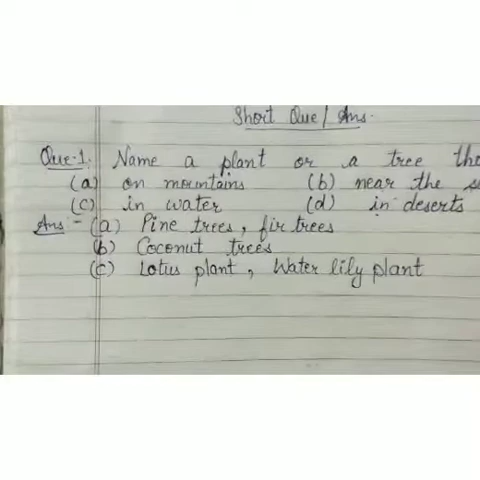 Short Que/Ans.
Que-1. Name a plant or a tree
(a) on mountains (b) near the
(c) in water (d) in deserts
Ans - (a) Pine trees, fir trees
(b) Coconut trees
(c) Lotus plant, Water lily plant